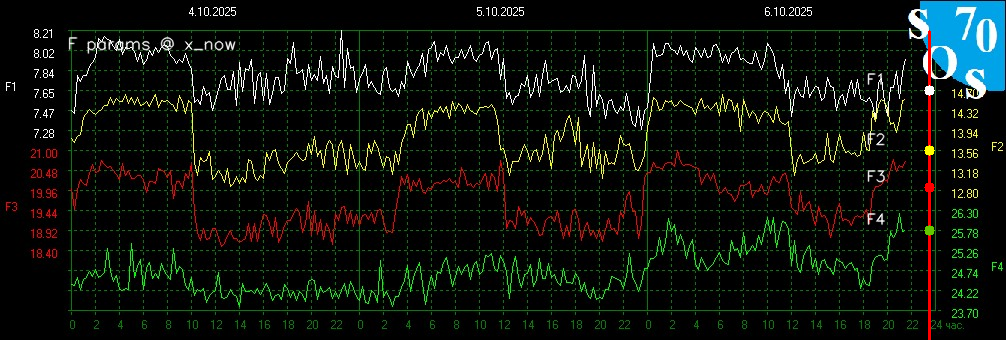 4.10.2025 5.10.2025 6.10.2025
SOS 70
F params @ x_now
F1
8.21
8.02
7.84
7.65
7.47
7.28
F3
21.00
20.48
19.96
19.44
18.92
18.40
F1
F2
F3
F4
14.70
14.32
13.94
13.56
13.18
12.80
F2
26.30
25.78
25.26
24.74
24.22
23.70
F4
0 2 4 6 8 10 12 14 16 18 20 22 0 2 4 6 8 10 12 14 16 18 20 22 0 2 4 6 8 10 12 14 16 18 20 22 24 час.